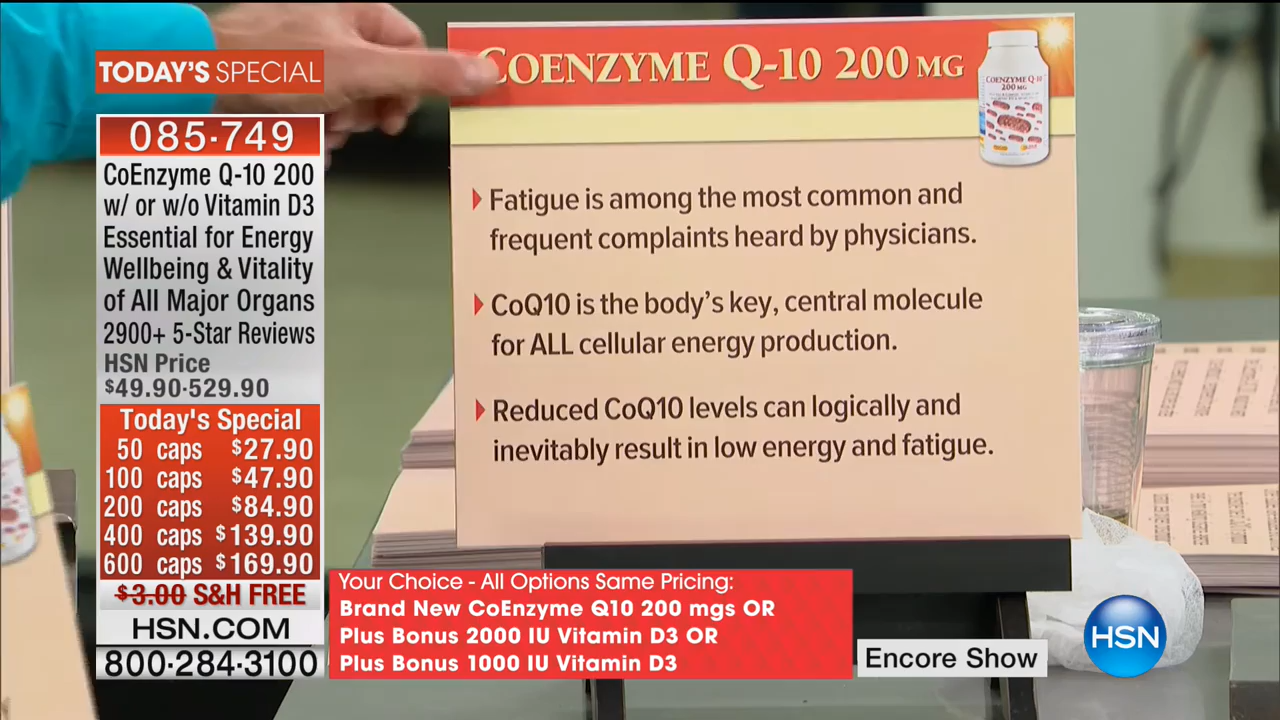 TODAY'S SPECIAL
085·749
CoEnzyme Q-10 200
w/ or w/o Vitamin D3
Essential for Energy
Wellbeing & Vitality
of All Major Organs
2900+ 5-Star Reviews
HSN Price
$49.90-529.90
Today's Special
50 caps $27.90
100 caps $47.90
200 caps $84.90
400 caps $139.90
600 caps $169.90
$3.00 S&H FREE
HSN.COM
800·284·3100
COENZYME Q-10 200 MG
COENZYME Q-10
200 MG
Fatigue is among the most common and
frequent complaints heard by physicians.
CoQ10 is the body's key, central molecule
for ALL cellular energy production.
Reduced CoQ10 levels can logically and
inevitably result in low energy and fatigue.
Your Choice - All Options Same Pricing:
Brand New CoEnzyme Q10 200 mgs OR
Plus Bonus 2000 IU Vitamin D3 OR
Plus Bonus 1000 IU Vitamin D3
Encore Show
HSN